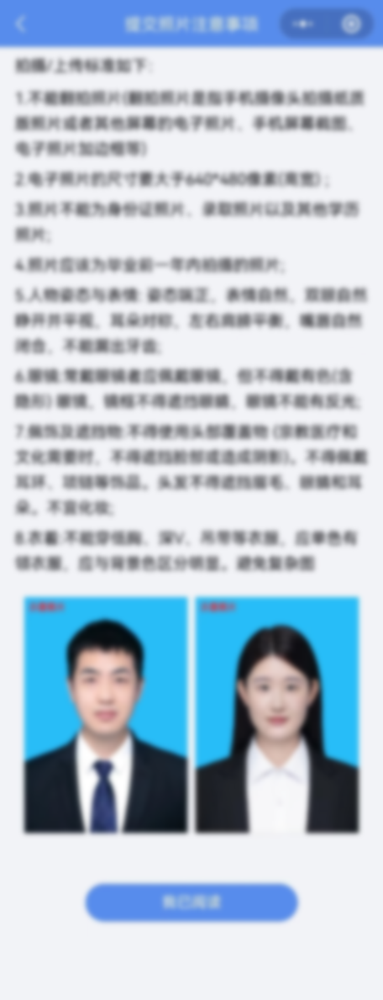 提交照片注意事项
拍摄/上传标准如下:
1.不能翻拍照片(翻拍照片是指手机摄像头拍摄纸质
版照片或者其他屏幕的电子照片、手机屏幕截图、
电子照片加边框等)
2.电子照片的尺寸要大于640*480像素(高宽) ;
3.照片不能为身份证照片、录取照片以及其他学历
照片;
4.照片应该为毕业前一年内拍摄的照片;
5.人物姿态与表情: 姿态端正、表情自然、双眼自然
睁开并平视、耳朵对称、左右肩膀平衡、嘴唇自然
闭合、不能露出牙齿;
6.眼镜:常戴眼镜者应佩戴眼镜，但不得戴有色(含
隐形) 眼镜，镜框不得遮挡眼睛，眼镜不能有反光;
7.佩饰及遮挡物:不得使用头部覆盖物 (宗教医疗和
文化需要时，不得遮挡脸部或造成阴影)。不得佩戴
耳环、项链等饰品。头发不得遮挡眉毛、眼睛和耳
朵。不宜化妆;
8.衣着:不能穿低胸、深V、吊带等衣服，应单色有
领衣服，应与背景色区分明显。避免复杂图
我已阅读